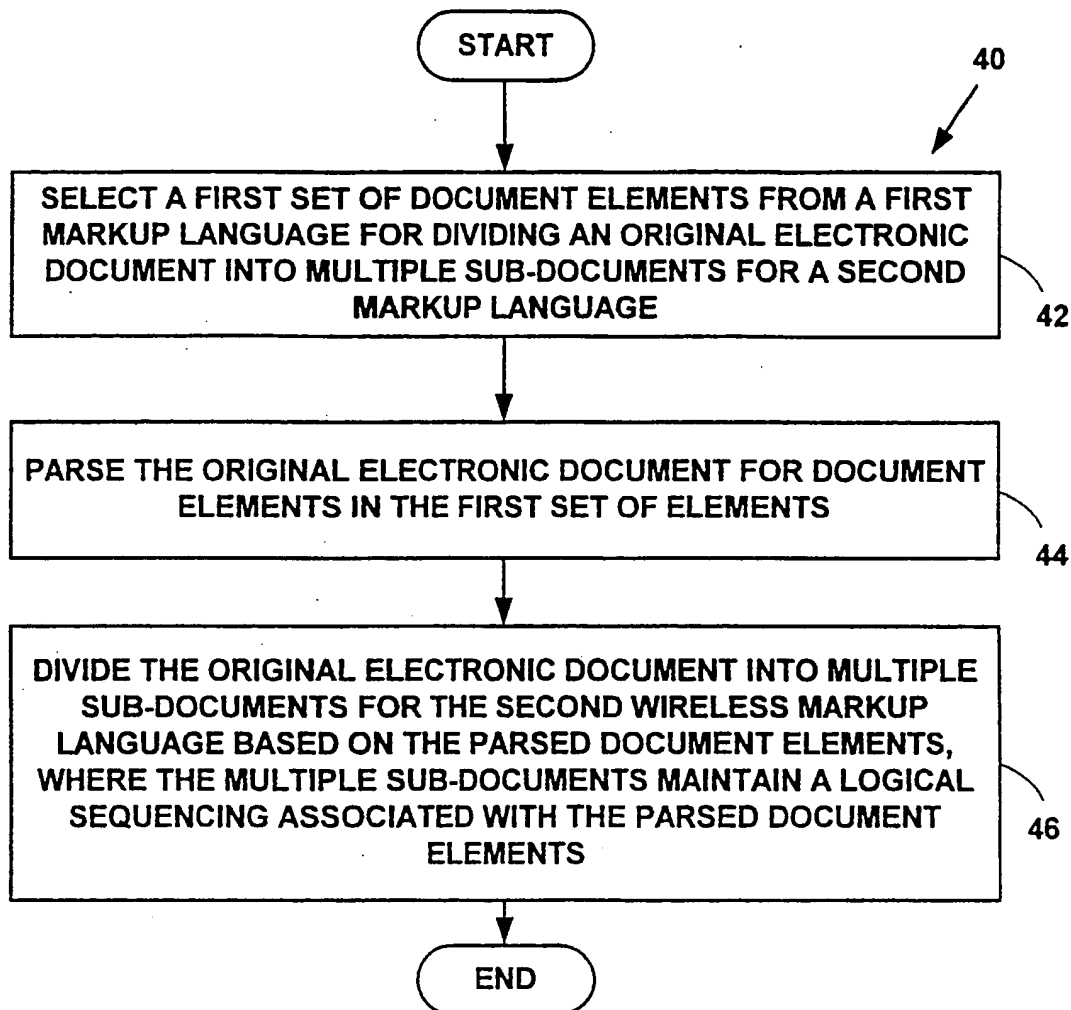 START
40
SELECT A FIRST SET OF DOCUMENT ELEMENTS FROM A FIRST
MARKUP LANGUAGE FOR DIVIDING AN ORIGINAL ELECTRONIC
DOCUMENT INTO MULTIPLE SUB-DOCUMENTS FOR A SECOND
MARKUP LANGUAGE
42
PARSE THE ORIGINAL ELECTRONIC DOCUMENT FOR DOCUMENT
ELEMENTS IN THE FIRST SET OF ELEMENTS
44
DIVIDE THE ORIGINAL ELECTRONIC DOCUMENT INTO MULTIPLE
SUB-DOCUMENTS FOR THE SECOND WIRELESS MARKUP
LANGUAGE BASED ON THE PARSED DOCUMENT ELEMENTS,
WHERE THE MULTIPLE SUB-DOCUMENTS MAINTAIN A LOGICAL
SEQUENCING ASSOCIATED WITH THE PARSED DOCUMENT
ELEMENTS
46
END